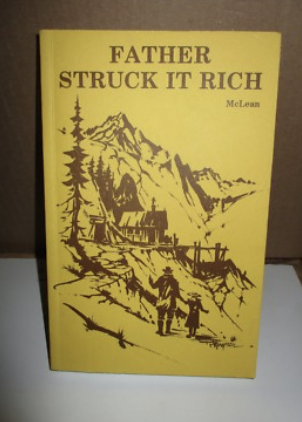 FATHER
STRUCK IT RICH
McLean